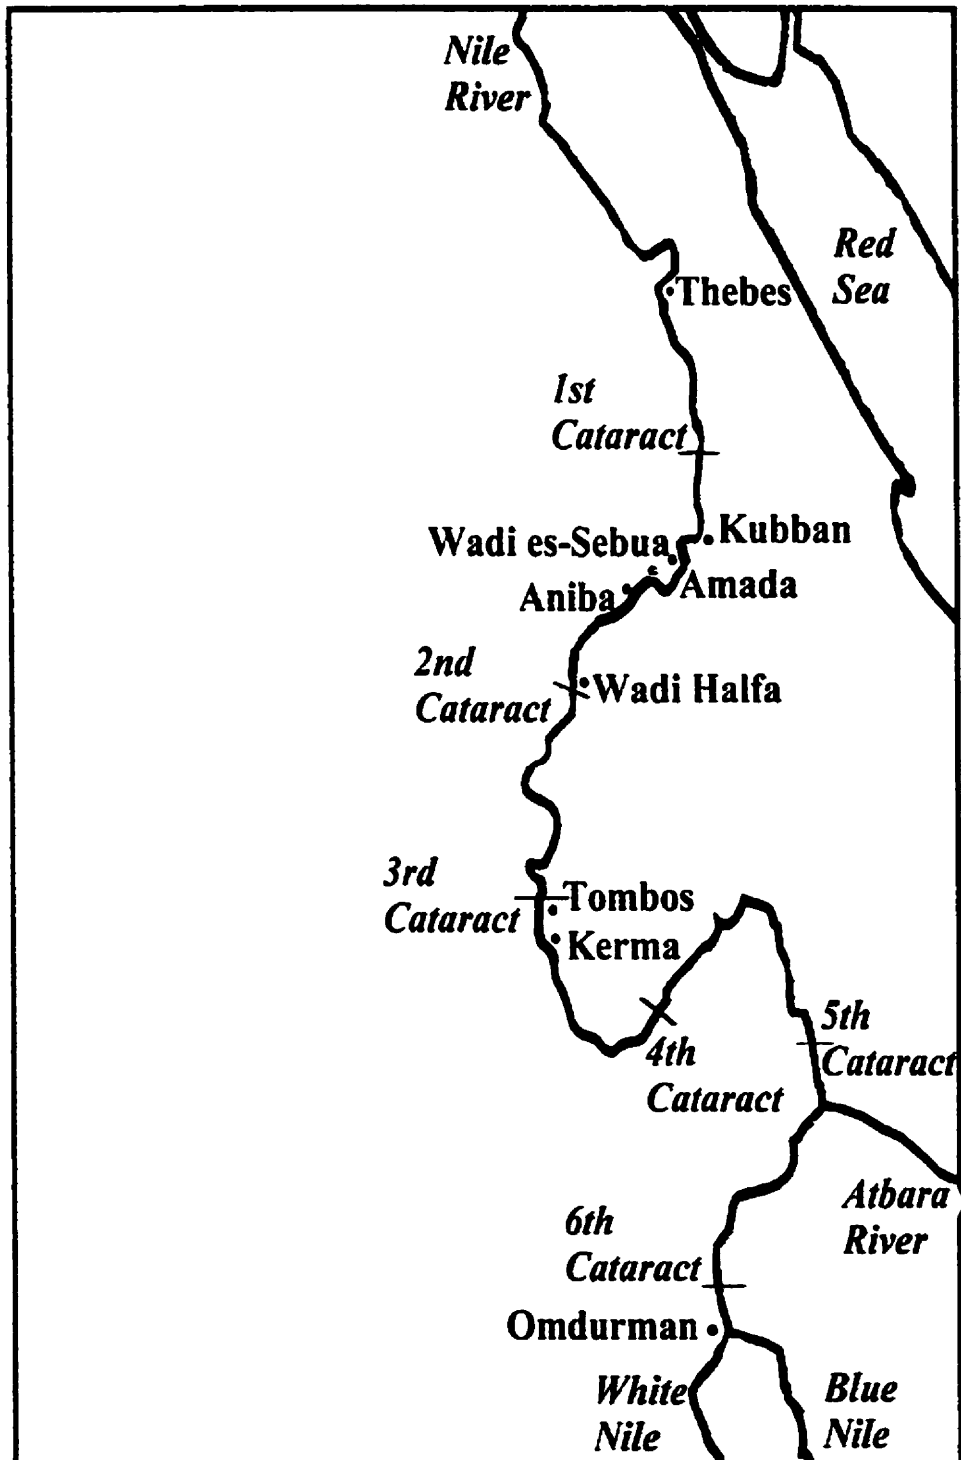 Nile
River
Red
Sea
Thebes
1st
Cataract
Kubban
Wadi es-Sebua
Amada
Aniba
2nd
Cataract
Wadi Halfa
3rd
Cataract
Tombos
Kerma
5th
Cataract
4th
Cataract
Atbara
River
6th
Cataract
Omdurman
White
Nile
Blue
Nile